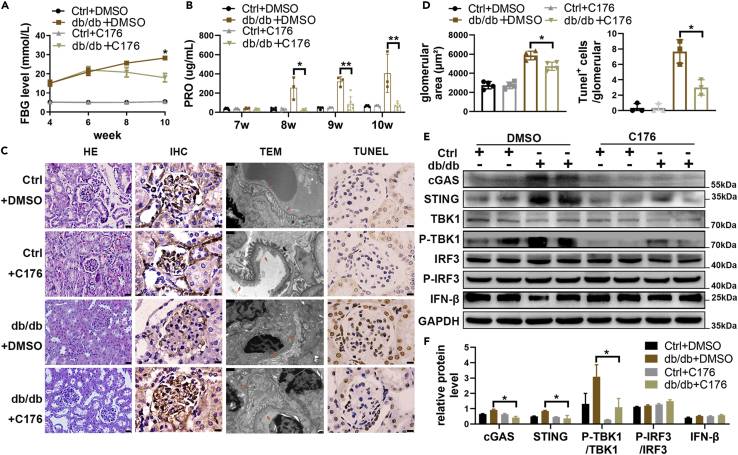 A
Ctrl+DMSO
db/db+DMSO
Ctrl+C176
db/db+C176
FBG level (mmol/L)
40
30
20
10
0
*
4 6 8 10
week
B
Ctrl+DMSO
db/db+DMSO
Ctrl+C176
db/db+C176
PRO (ug/mL)
800
600
400
200
0
* ** **
7w 8w 9w 10w
D
Ctrl+DMSO
db/db+DMSO
Ctrl+C176
db/db+C176
glomerular
area (μm²)
8000
6000
4000
2000
0
*
Tunel+ cells
/glomerular
10
8
6
4
2
0
*
C
HE IHC TEM TUNEL
Ctrl
+DMSO
Ctrl
+C176
db/db
+DMSO
db/db
+C176
E
DMSO C176
Ctrl + + - - + + - -
db/db - - + + - - + +
cGAS 55kDa
STING 35kDa
TBK1 70kDa
P-TBK1 70kDa
IRF3 40kDa
P-IRF3 40kDa
IFN-β 25kDa
GAPDH 35kDa
F
Ctrl+DMSO
db/db+DMSO
Ctrl+C176
db/db+C176
relative protein
level
5
4
3
2
1
0
* * *
cGAS STING P-TBK1 P-IRF3 IFN-β
/TBK1 /IRF3